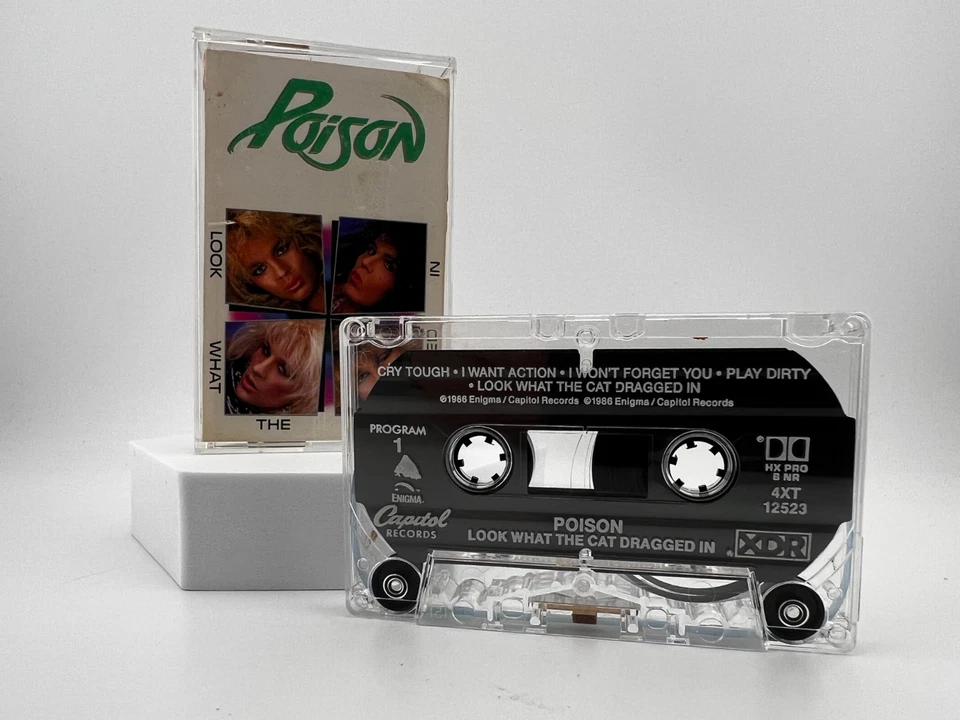 POISON
LOOK
WHAT
THE
IN
CRY TOUGH • I WANT ACTION • I WON'T FORGET YOU • PLAY DIRTY
• LOOK WHAT THE CAT DRAGGED IN
℗1986 Enigma / Capitol Records ©1986 Enigma / Capitol Records
PROGRAM
1
ENIGMA.
Capitol
RECORDS
HX PRO
B NR
4XT
12523
POISON
LOOK WHAT THE CAT DRAGGED IN
XDR